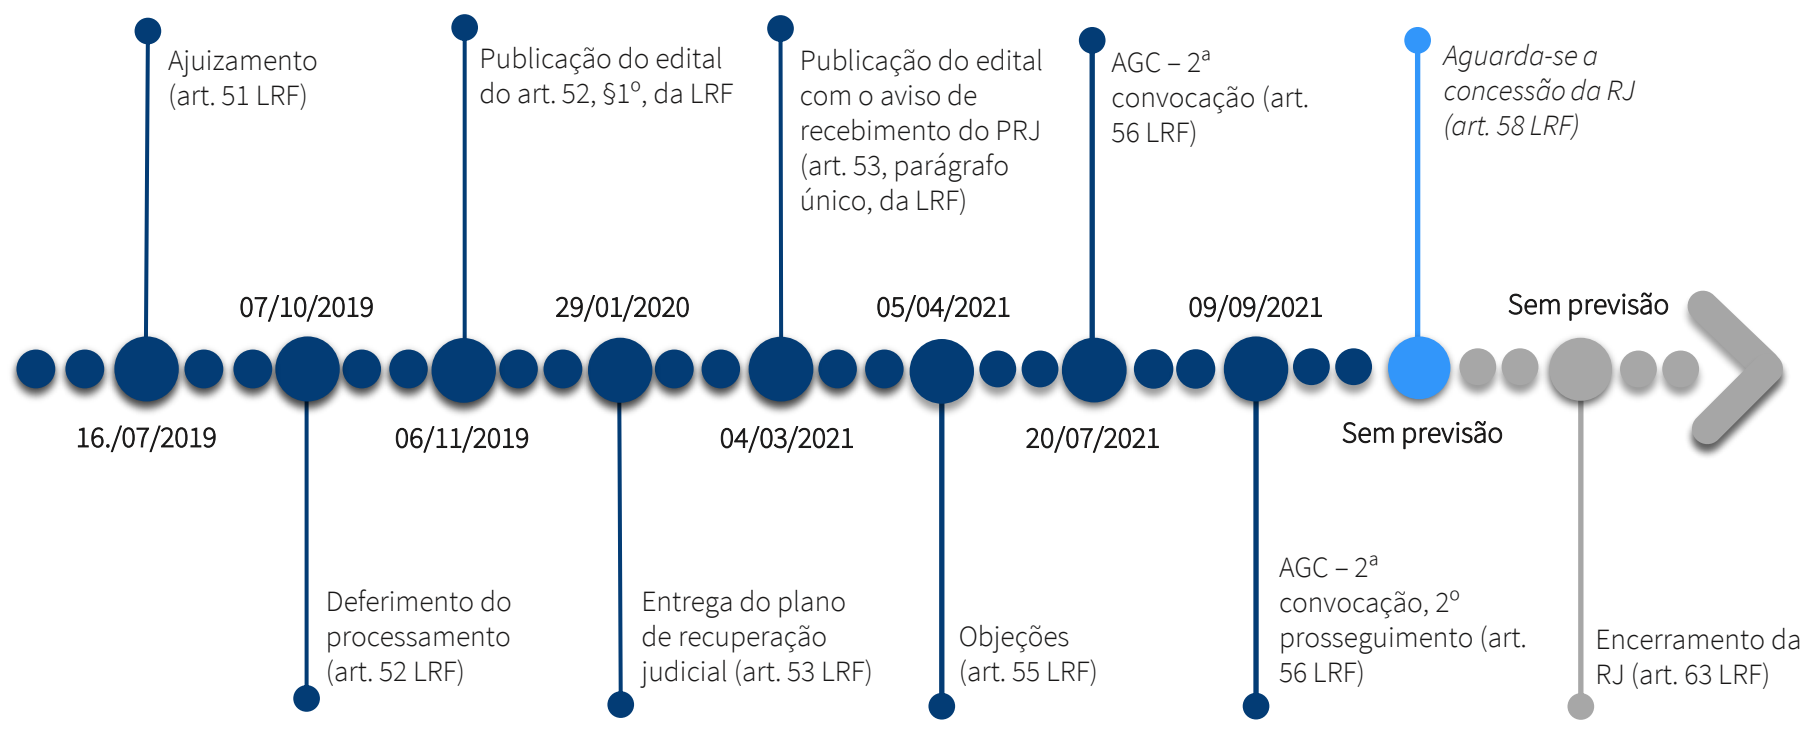 Ajuizamento
(art. 51 LRF)
Publicação do edital
do art. 52, §1º, da LRF
Publicação do edital
com o aviso de
recebimento do PRJ
(art. 53, parágrafo
único, da LRF)
AGC – 2ª
convocação (art.
56 LRF)
Aguarda-se a
concessão da RJ
(art. 58 LRF)
07/10/2019
29/01/2020
05/04/2021
09/09/2021
Sem previsão
16./07/2019
06/11/2019
04/03/2021
20/07/2021
Sem previsão
Deferimento do
processamento
(art. 52 LRF)
Entrega do plano
de recuperação
judicial (art. 53 LRF)
Objeções
(art. 55 LRF)
AGC – 2ª
convocação, 2º
prosseguimento (art.
56 LRF)
Encerramento da
RJ (art. 63 LRF)